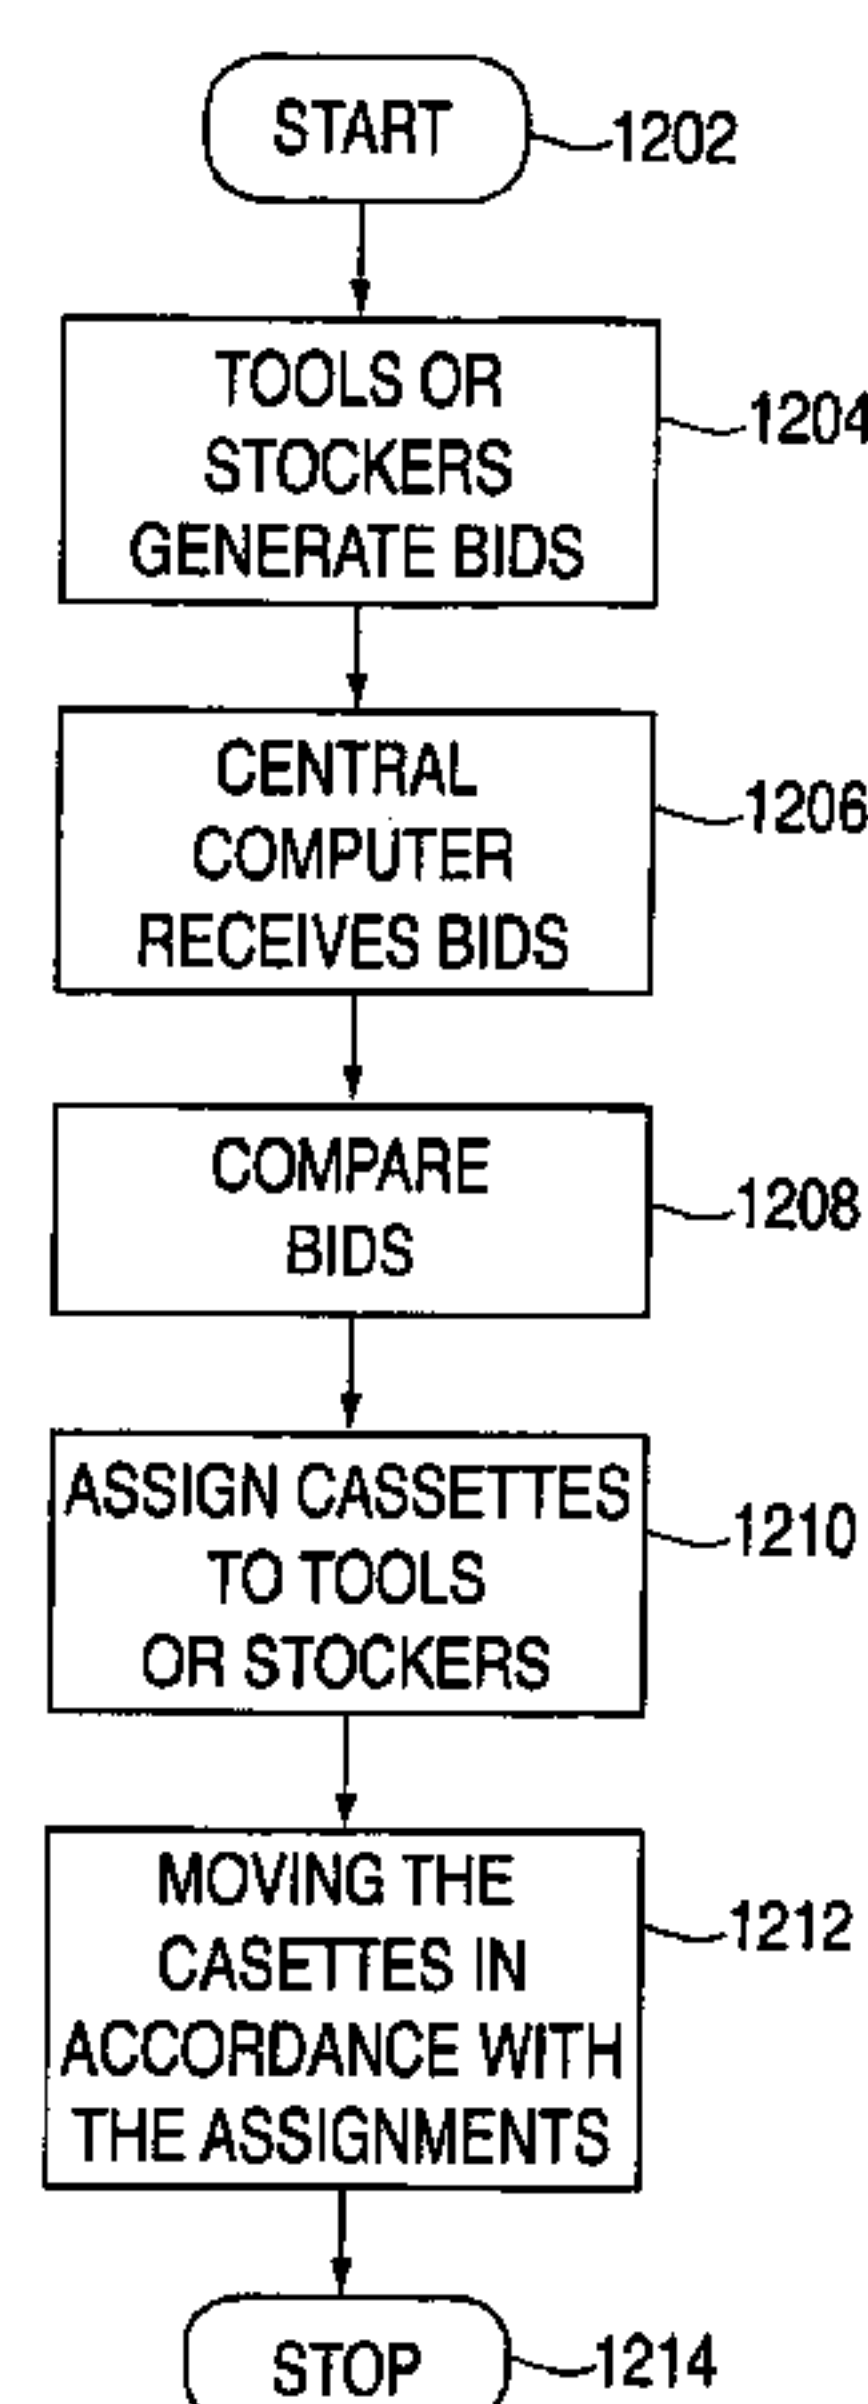 START
1202
TOOLS OR
STOCKERS
GENERATE BIDS
1204
CENTRAL
COMPUTER
RECEIVES BIDS
1206
COMPARE
BIDS
1208
ASSIGN CASSETTES
TO TOOLS
OR STOCKERS
1210
MOVING THE
CASETTES IN
ACCORDANCE WITH
THE ASSIGNMENTS
1212
STOP
1214